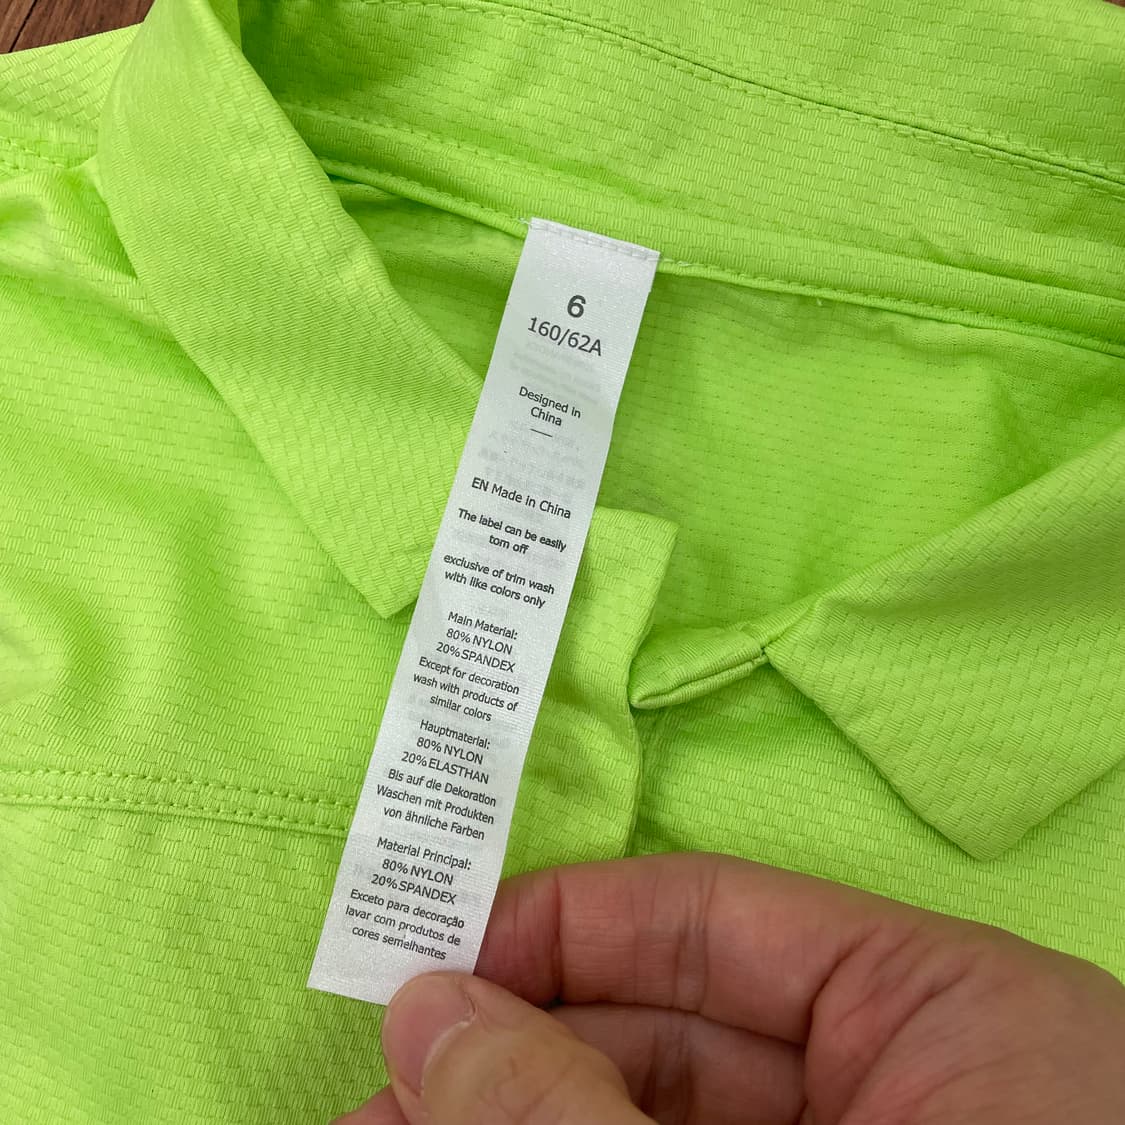 6
160/62A
Designed in
China
EN Made in China
The label can be easily
torn off
exclusive of trim wash
with like colors only
Main Material:
80% NYLON
20% SPANDEX
Except for decoration
wash with products of
similar colors
Hauptmaterial:
80% NYLON
20% ELASTHAN
Bis auf die Dekoration
Waschen mit Produkten
von ähnliche Farben
Material Principal:
80% NYLON
20% SPANDEX
Exceto para decoração
lavar com produtos de
cores semelhantes